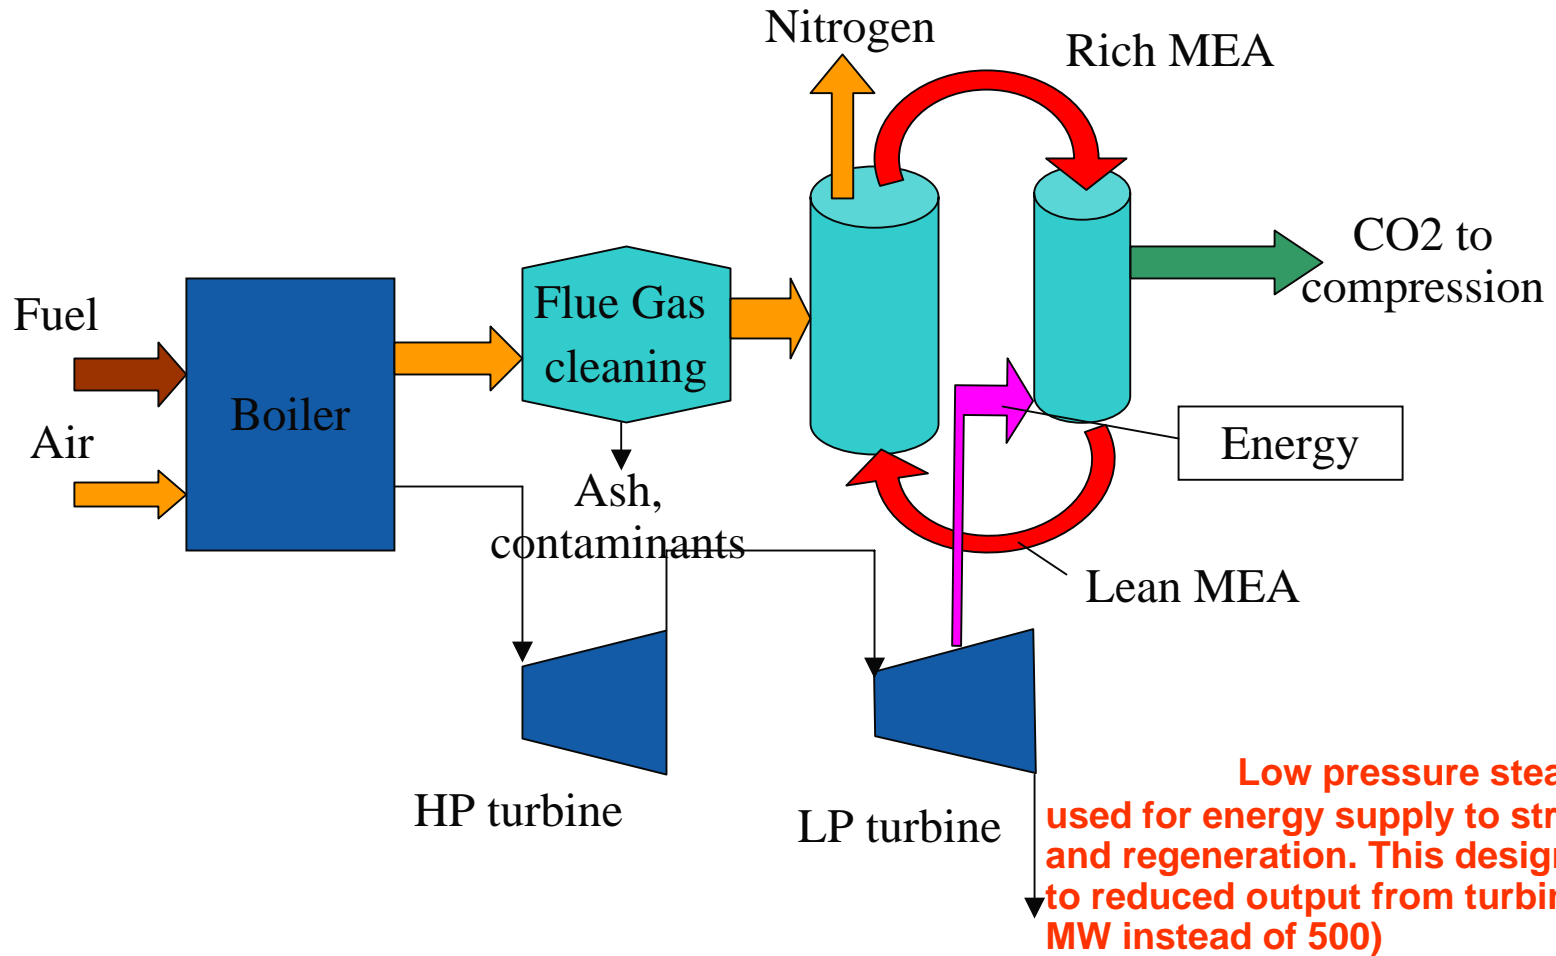 Nitrogen
Rich MEA
CO2 to
compression
Fuel
Flue Gas
cleaning
Boiler
Air
Energy
Ash,
contaminants
Lean MEA
HP turbine
LP turbine
Low pressure
used for energy supply to
and regeneration. This
to reduced output from
MW instead of 500)